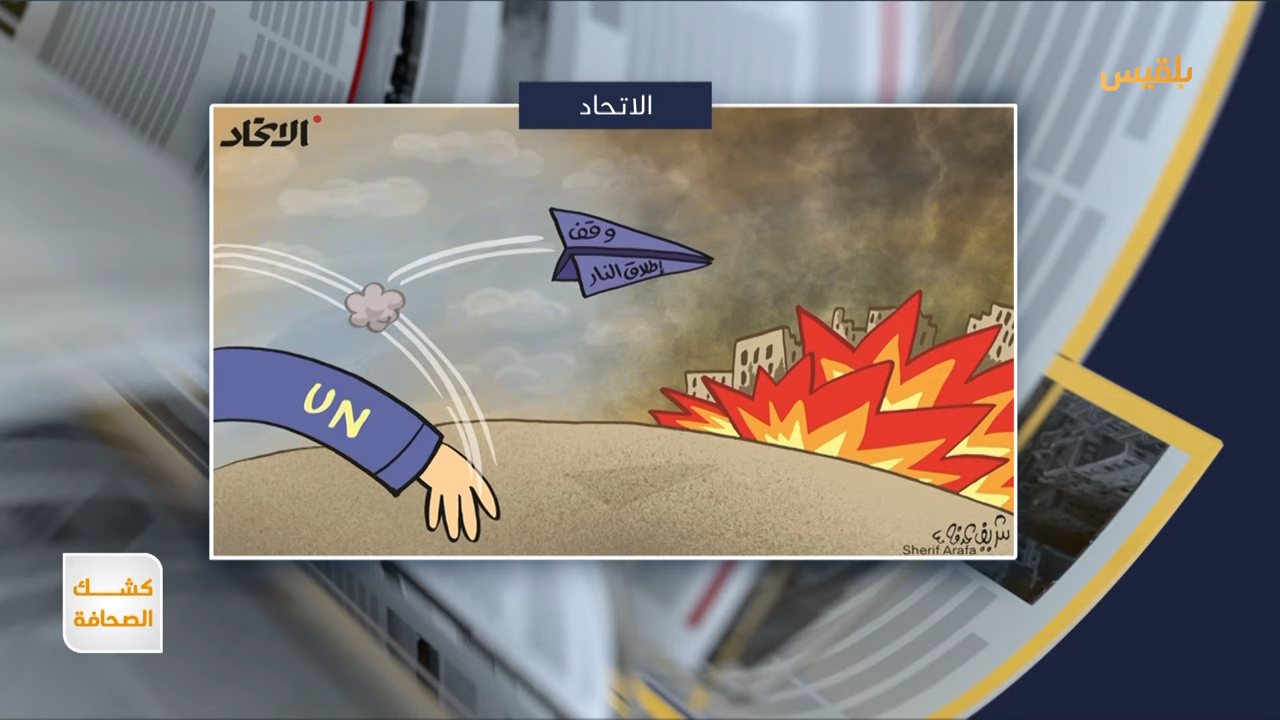 بلقيس
الاتحاد
الاتحاد
وقف
إطلاق النار
UN
شريف عرفة
Sherif Arafa
كشك
الصحافة